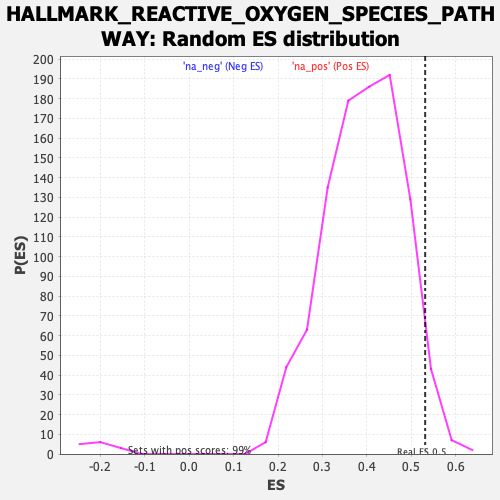 HALLMARK_REACTIVE_OXYGEN_SPECIES_PATH
WAY: Random ES distribution
'na_neg' (Neg ES) 'na_pos' (Pos ES)
200
190
180
170
160
150
140
130
120
110
100
90
80
70
60
50
40
30
20
10
0
P(ES)
Sets with pos scores: 99%
Real ES 0.5
-0.2 -0.1 0.0 0.1 0.2 0.3 0.4 0.5 0.6
ES